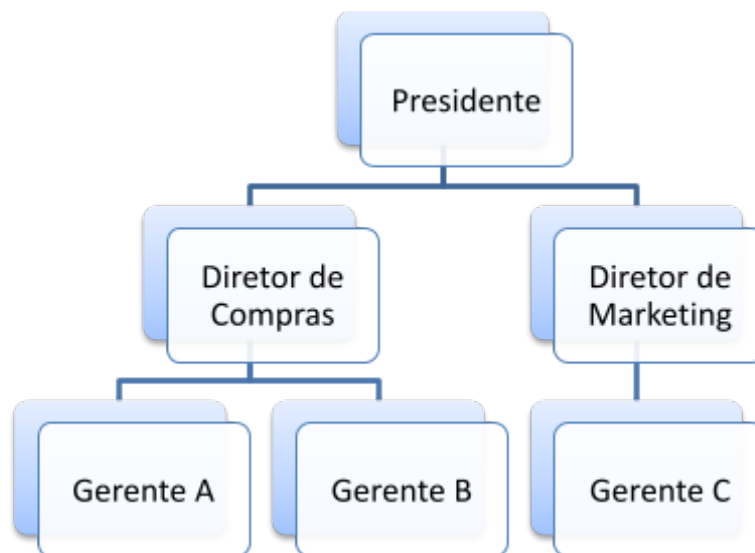 Presidente
Diretor de
Compras
Diretor de
Marketing
Gerente A
Gerente B
Gerente C